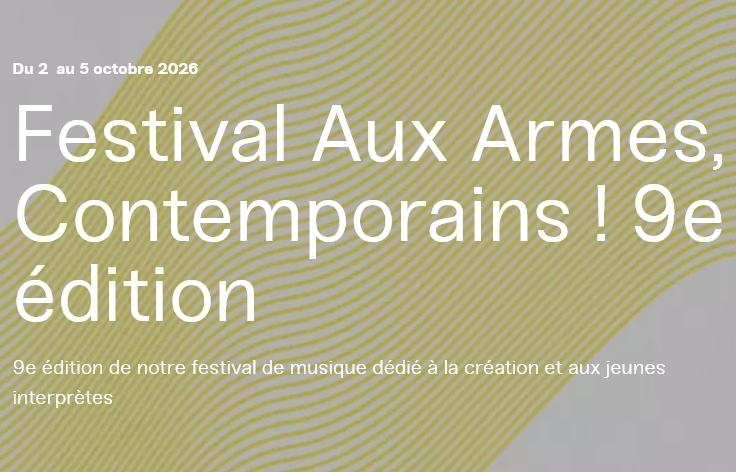 Du 2  au 5 octobre 2026
Festival Aux Armes,
Contemporains ! 9e
édition
9e édition de notre festival de musique dédié à la création et aux jeunes
interprètes